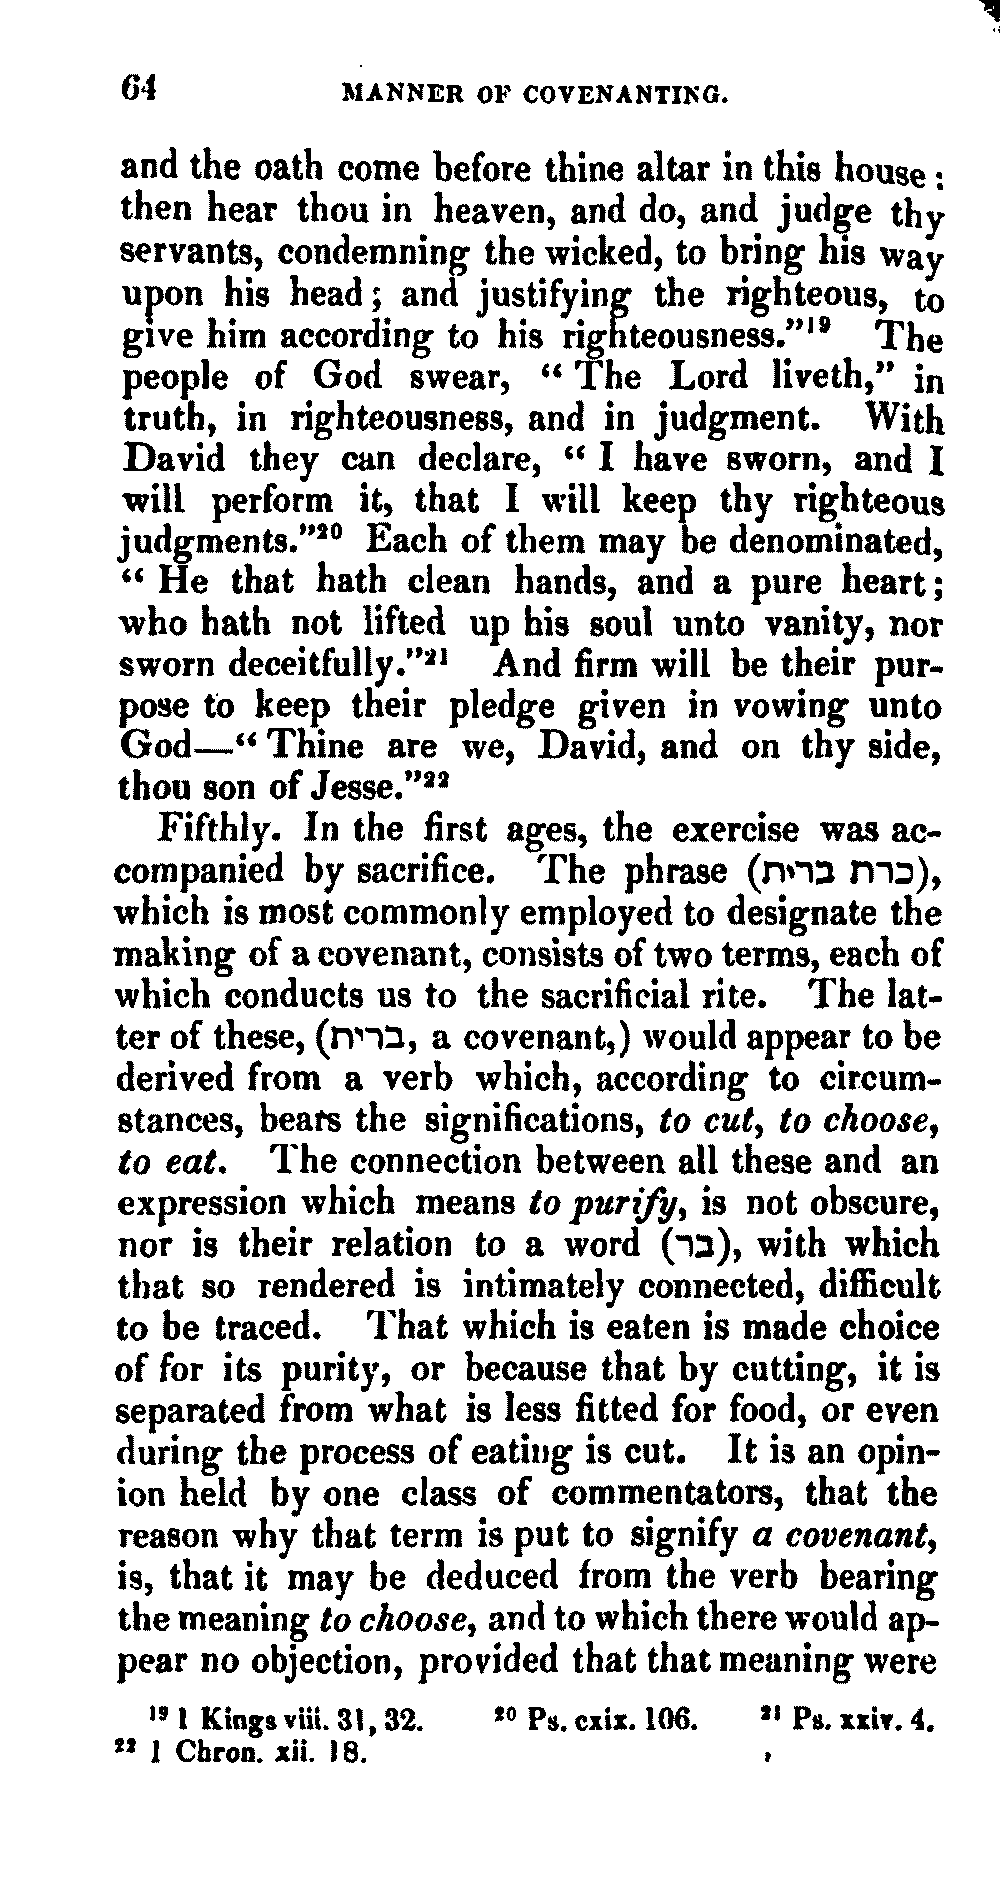 64 MANNER OF COVENANTING.
and the oath come before thine altar in this house :
then hear thou in heaven, and do, and judge thy
servants, condemning the wicked, to bring his way
upon his head ; and justifying the righteous, to
give him according to his righteousness."¹⁹ The
people of God swear, " The Lord liveth," in
truth, in righteousness, and in judgment. With
David they can declare, " I have sworn, and I
will perform it, that I will keep thy righteous
judgments."²⁰ Each of them may be denominated,
" He that hath clean hands, and a pure heart ;
who hath not lifted up his soul unto vanity, nor
sworn deceitfully."²¹ And firm will be their pur-
pose to keep their pledge given in vowing unto
God—" Thine are we, David, and on thy side,
thou son of Jesse."²²
Fifthly. In the first ages, the exercise was ac-
companied by sacrifice. The phrase (כרת ברית),
which is most commonly employed to designate the
making of a covenant, consists of two terms, each of
which conducts us to the sacrificial rite. The lat-
ter of these, (ברית, a covenant,) would appear to be
derived from a verb which, according to circum-
stances, bears the significations, to cut, to choose,
to eat. The connection between all these and an
expression which means to purify, is not obscure,
nor is their relation to a word (בר), with which
that so rendered is intimately connected, difficult
to be traced. That which is eaten is made choice
of for its purity, or because that by cutting, it is
separated from what is less fitted for food, or even
during the process of eating is cut. It is an opin-
ion held by one class of commentators, that the
reason why that term is put to signify a covenant,
is, that it may be deduced from the verb bearing
the meaning to choose, and to which there would ap-
pear no objection, provided that that meaning were
¹⁹ 1 Kings viii. 31, 32. ²⁰ Ps. cxix. 106. ²¹ Ps. xxiv. 4.
²² 1 Chron. xii. 18.